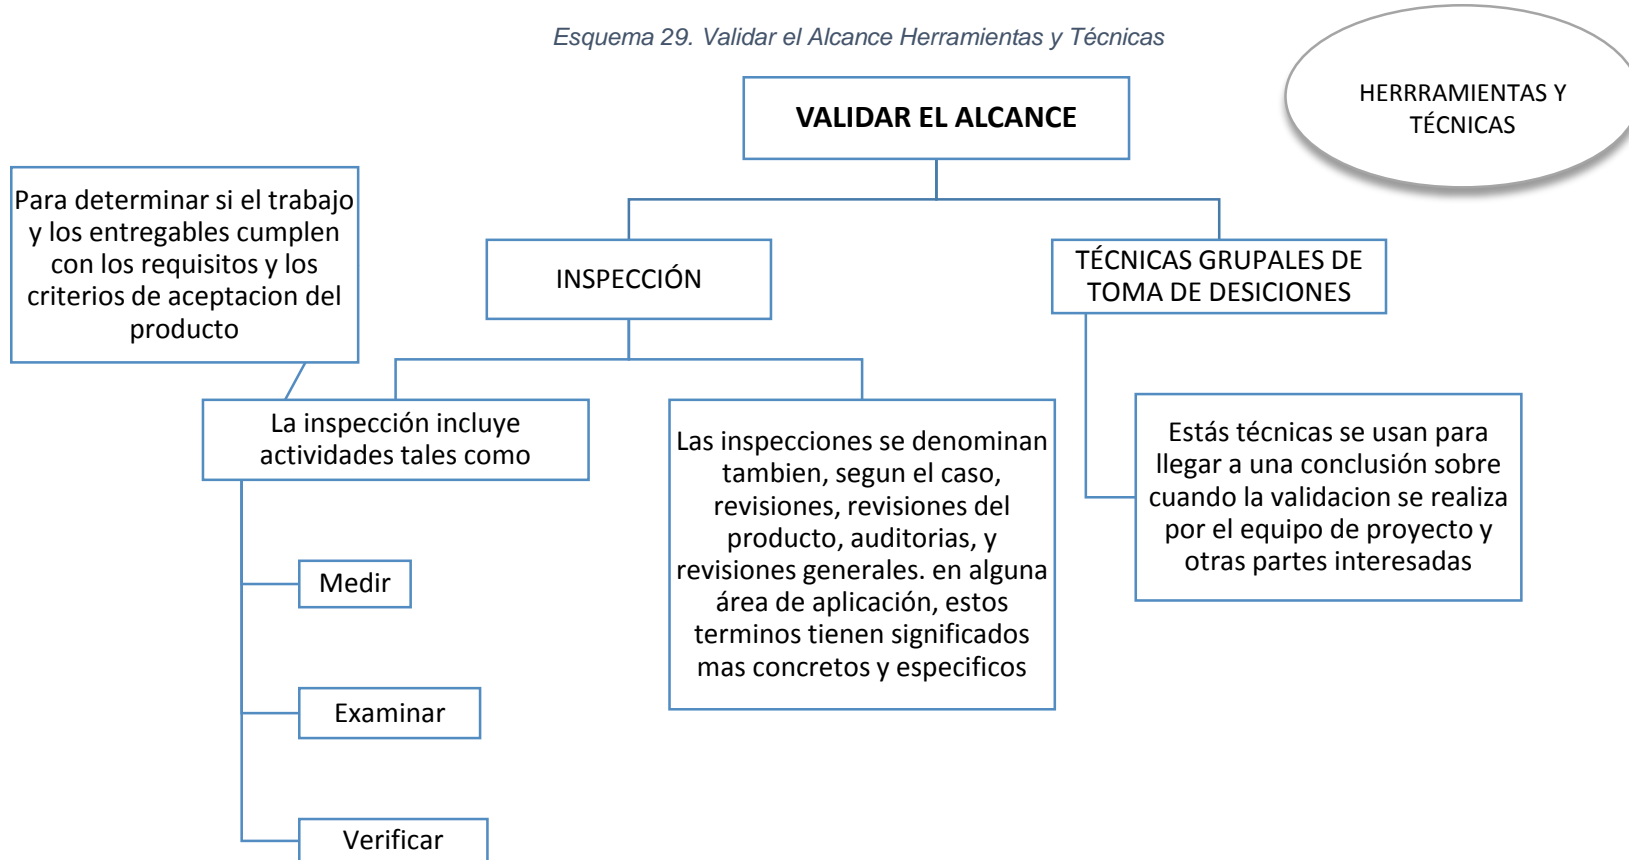 Esquema 29. Validar el Alcance Herramientas y Técnicas
HERRRAMIENTAS Y
TÉCNICAS
VALIDAR EL ALCANCE
Para determinar si el trabajo
y los entregables cumplen
con los requisitos y los
criterios de aceptacion del
producto
INSPECCIÓN
TÉCNICAS GRUPALES DE
TOMA DE DESICIONES
La inspección incluye
actividades tales como
Medir
Examinar
Verificar
Las inspecciones se denominan
tambien, segun el caso,
revisiones, revisiones del
producto, auditorias, y
revisiones generales. en alguna
área de aplicación, estos
terminos tienen significados
mas concretos y especificos
Estás técnicas se usan para
llegar a una conclusión sobre
cuando la validacion se realiza
por el equipo de proyecto y
otras partes interesadas